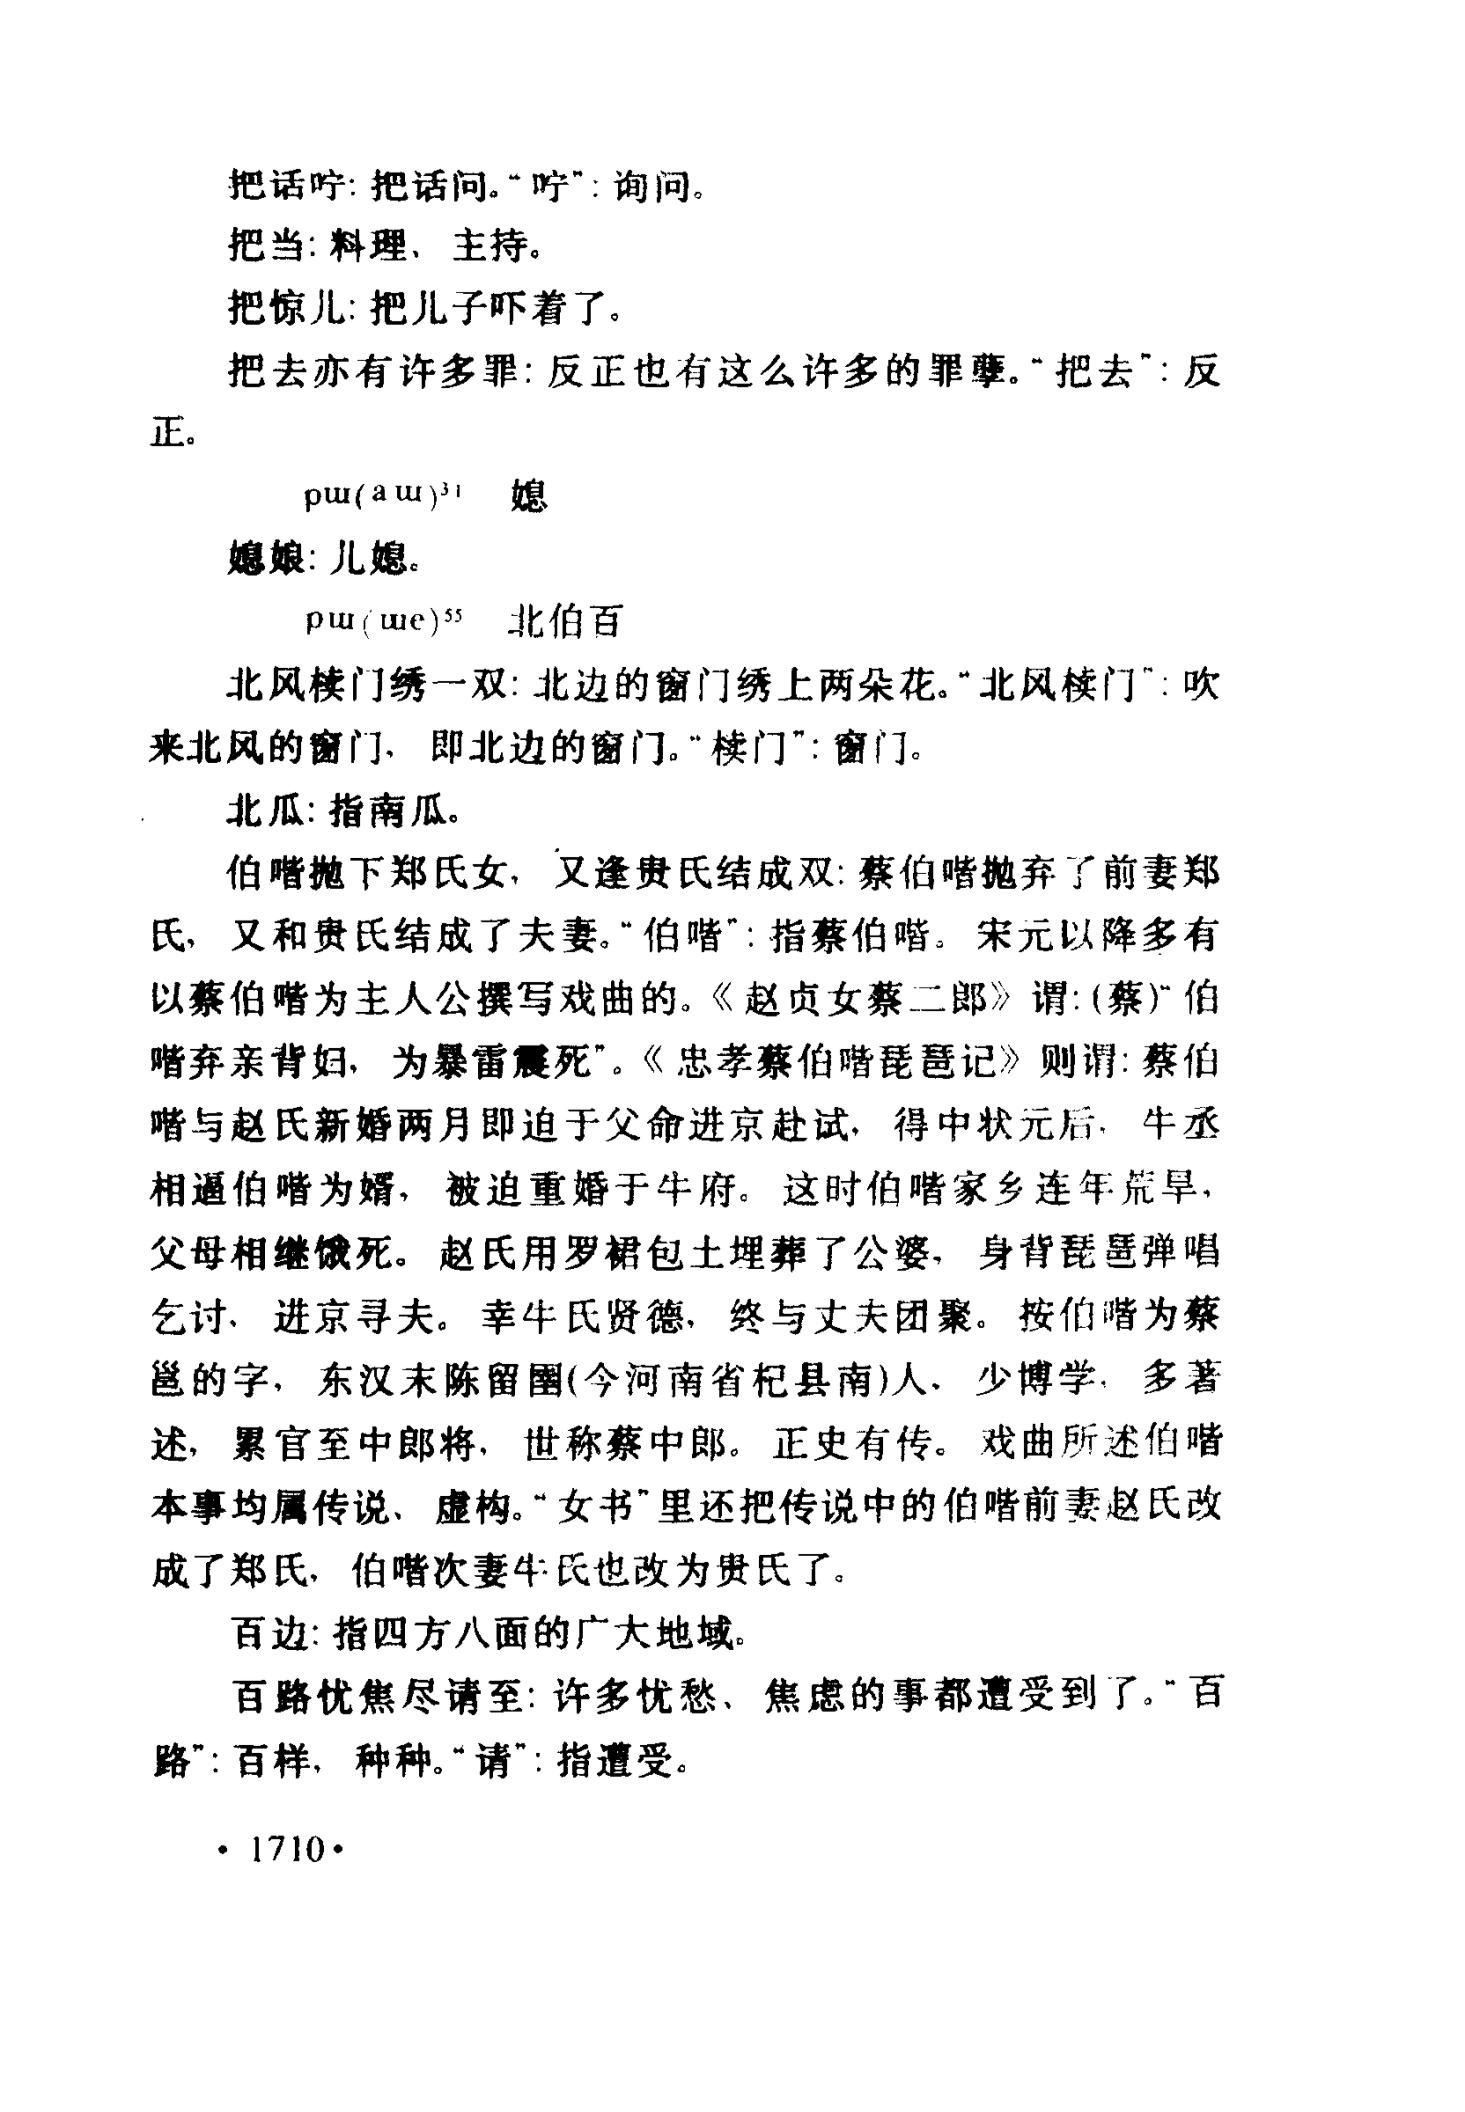 把话咛：把话问。“咛”：询问。
把当：料理、主持。
把惊儿：把儿子吓着了。
把去亦有许多罪：反正也有这么许多的罪孽。“把去”：反
正。
pɯ(aɯ)³¹　媳
媳娘：儿媳。
pɯ(ɯe)⁵⁵　北伯百
北风椟门绣一双：北边的窗门绣上两朵花。“北风椟门”：吹
来北风的窗门，即北边的窗门。“椟门”：窗门。
北瓜：指南瓜。
伯喈抛下郑氏女，又逢贵氏结成双：蔡伯喈抛弃了前妻郑
氏，又和贵氏结成了夫妻。“伯喈”：指蔡伯喈。宋元以降多有
以蔡伯喈为主人公撰写戏曲的。《赵贞女蔡二郎》谓：(蔡)“伯
喈弃亲背妇，为暴雷震死”。《忠孝蔡伯喈琵琶记》则谓：蔡伯
喈与赵氏新婚两月即迫于父命进京赴试，得中状元后，牛丞
相逼伯喈为婿，被迫重婚于牛府。这时伯喈家乡连年荒旱，
父母相继饿死。赵氏用罗裙包土埋葬了公婆，身背琵琶弹唱
乞讨，进京寻夫。幸牛氏贤德，终与丈夫团聚。按伯喈为蔡
邕的字，东汉末陈留圉(今河南省杞县南)人，少博学，多著
述，累官至中郎将，世称蔡中郎。正史有传。戏曲所述伯喈
本事均属传说、虚构。“女书”里还把传说中的伯喈前妻赵氏改
成了郑氏，伯喈次妻牛氏也改为贵氏了。
百边：指四方八面的广大地域。
百路忧焦尽请至：许多忧愁、焦虑的事都遭受到了。“百
路”：百样，种种。“请”：指遭受。
·1710·